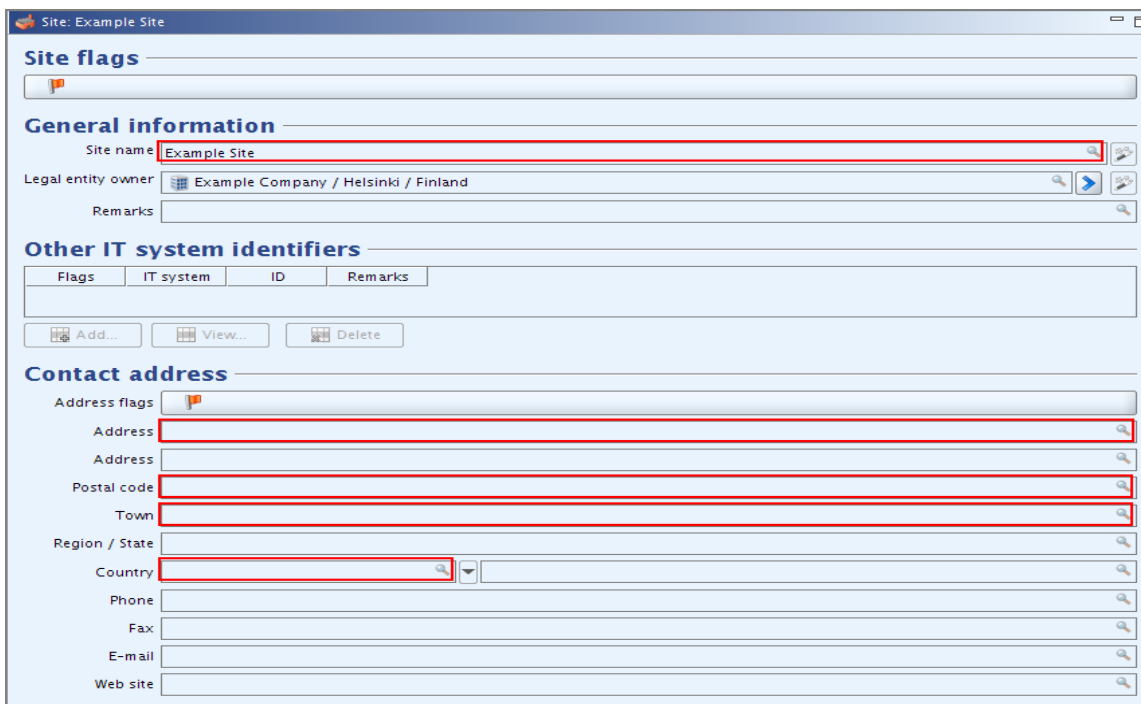 Site: Example Site
Site flags
General information
Site name Example Site
Legal entity owner Example Company / Helsinki / Finland
Remarks
Other IT system identifiers
Flags IT system ID Remarks
Add... View... Delete
Contact address
Address flags
Address
Address
Postal code
Town
Region / State
Country
Phone
Fax
E-mail
Web site